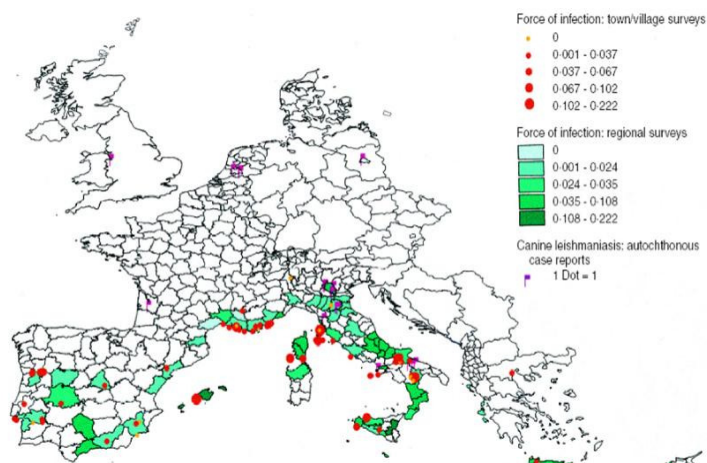 Force of infection: town/village surveys
0
0·001 - 0·037
0·037 - 0·067
0·067 - 0·102
0·102 - 0·222
Force of infection: regional surveys
0
0·001 - 0·024
0·024 - 0·035
0·035 - 0·108
0·108 - 0·222
Canine leishmaniasis: autochthonous
case reports
1 Dot = 1